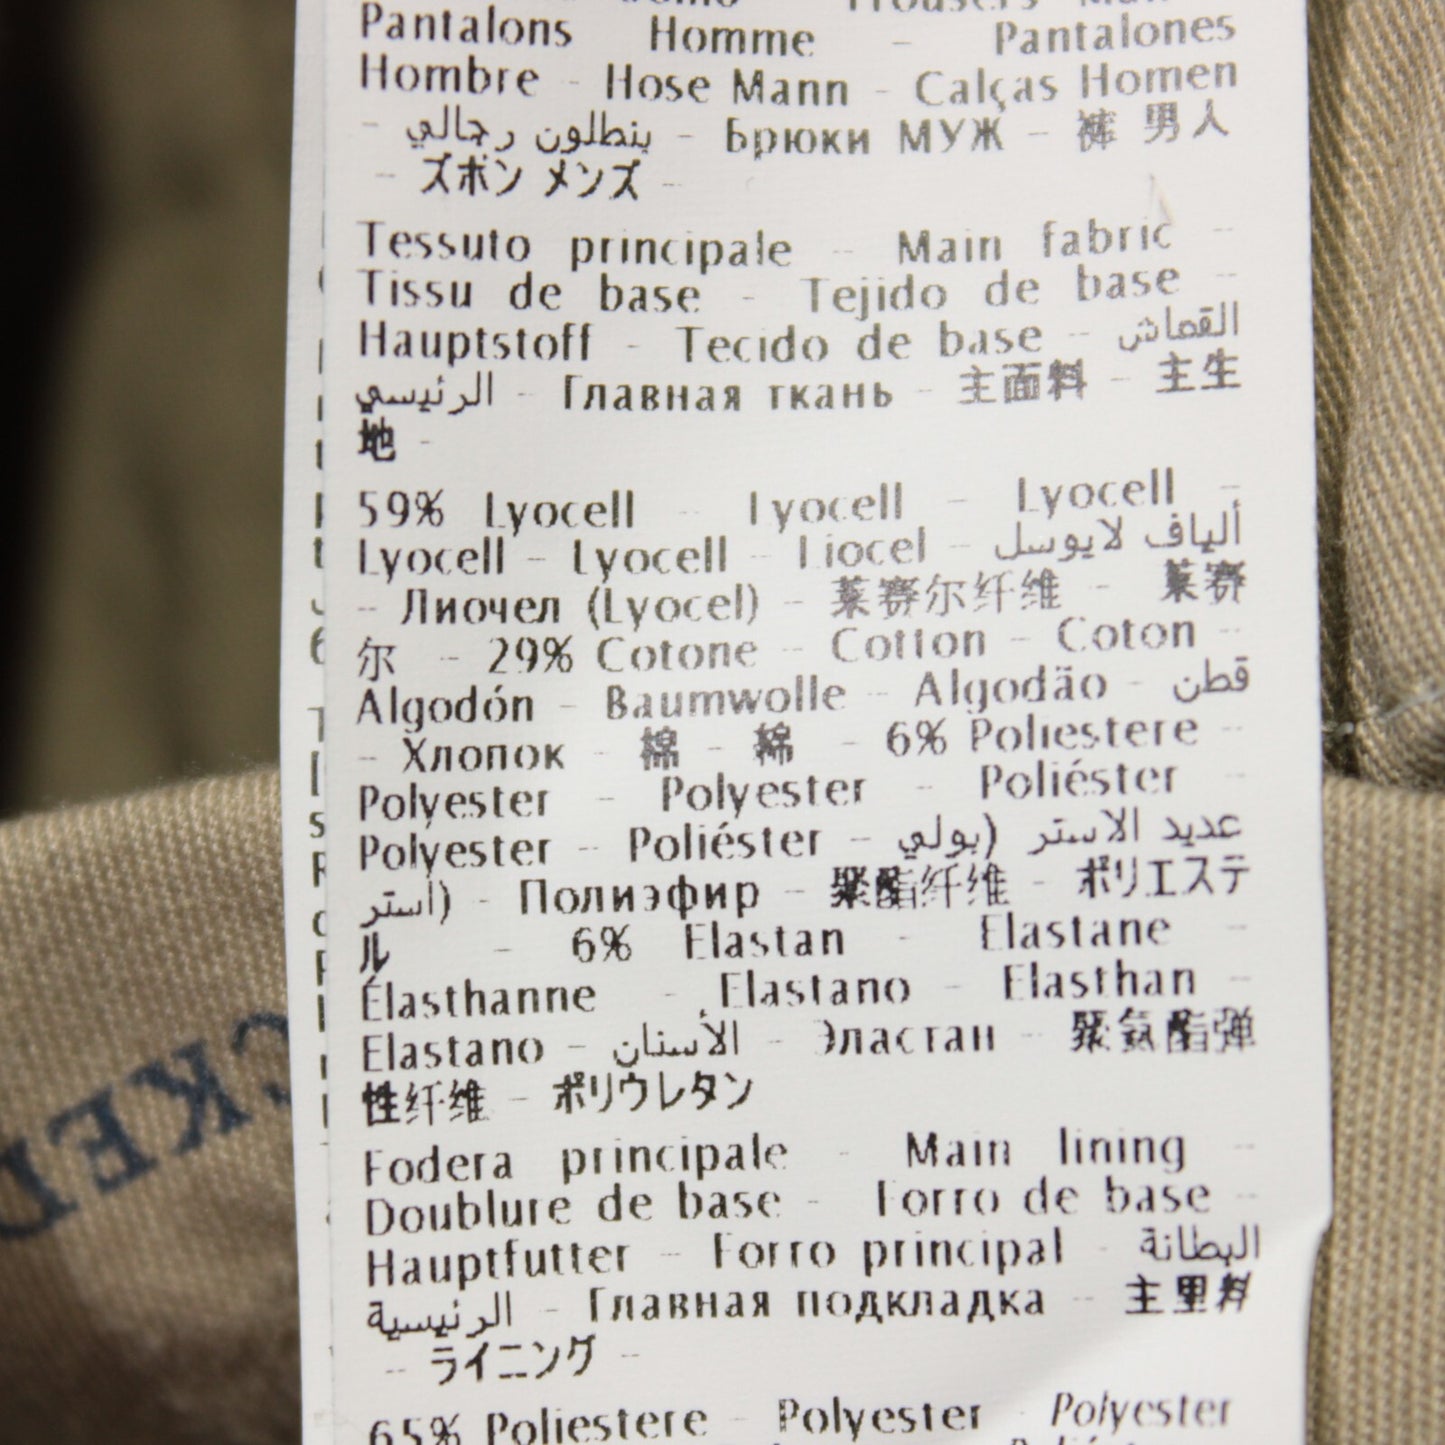 Pantalons Homme - Pantalones
Hombre - Hose Mann - Calças Homen
- بنطلون رجالي - Брюки МУЖ - 裤 男人
- ズボン メンズ -
Tessuto principale - Main fabric -
Tissu de base - Tejido de base -
Hauptstoff - Tecido de base - القماش
الرئيسي - Главная ткань - 主面料 - 主生
地 -
59% Lyocell - Lyocell - Lyocell -
Lyocell - Lyocell - Liocel - ألياف لايوسل
- Лиочел (Lyocel) - 莱赛尔纤维 - 莱赛
尔 - 29% Cotone - Cotton - Coton -
Algodón - Baumwolle - Algodão - قطن
- Хлопок - 棉 - 綿 - 6% Poliestere -
Polyester - Polyester - Poliéster -
Polyester - Poliéster - عديد الاستر (بولي
استر) - Полиэфир - 聚酯纤维 - ポリエステ
ル - 6% Elastan - Elastane -
Élasthanne - Elastano - Elasthan -
Elastano - الأسنان - Эластан - 聚氨酯弹
性纤维 - ポリウレタン
Fodera principale - Main lining -
Doublure de base - Forro de base -
Hauptfutter - Forro principal - البطانة
الرئيسية - Главная подкладка - 主里料
- ライニング -
65% Poliestere - Polyester - Polyester
CKED